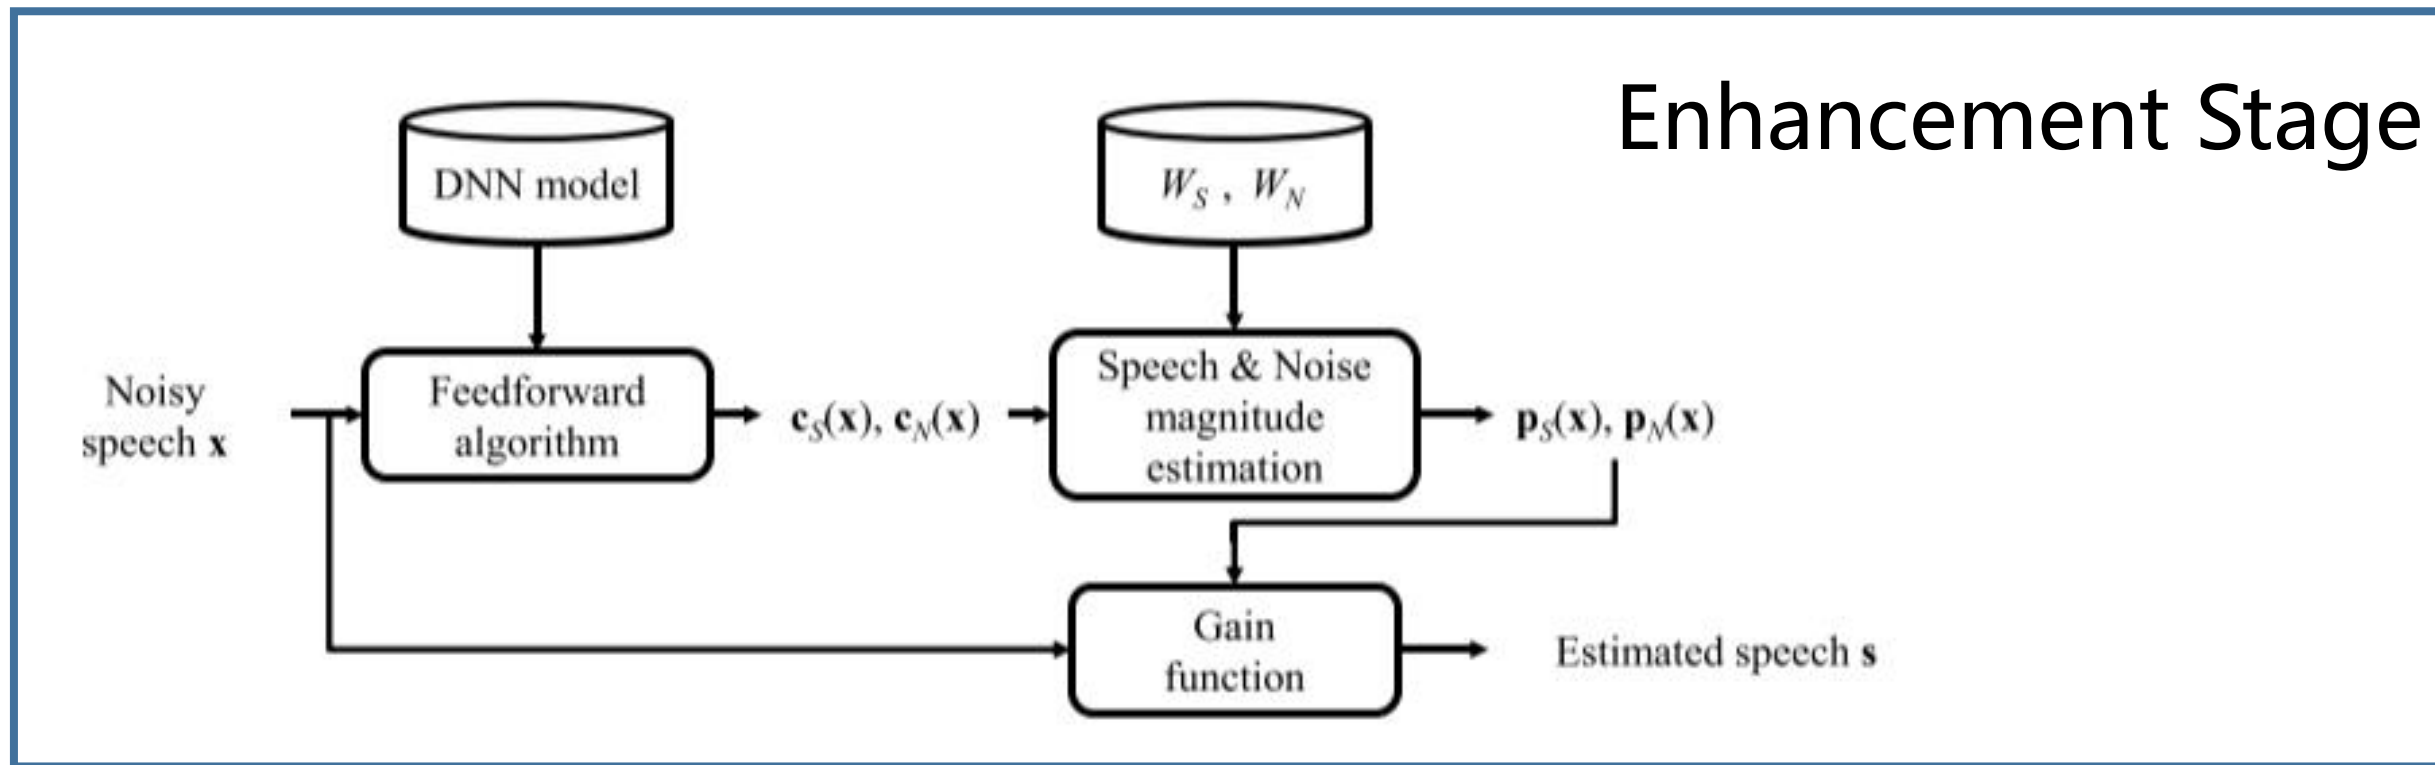 Enhancement Stage
DNN model
W_S , W_N
Noisy
speech x
Feedforward
algorithm
c_S(x), c_N(x)
Speech & Noise
magnitude
estimation
p_S(x), p_N(x)
Gain
function
Estimated speech s